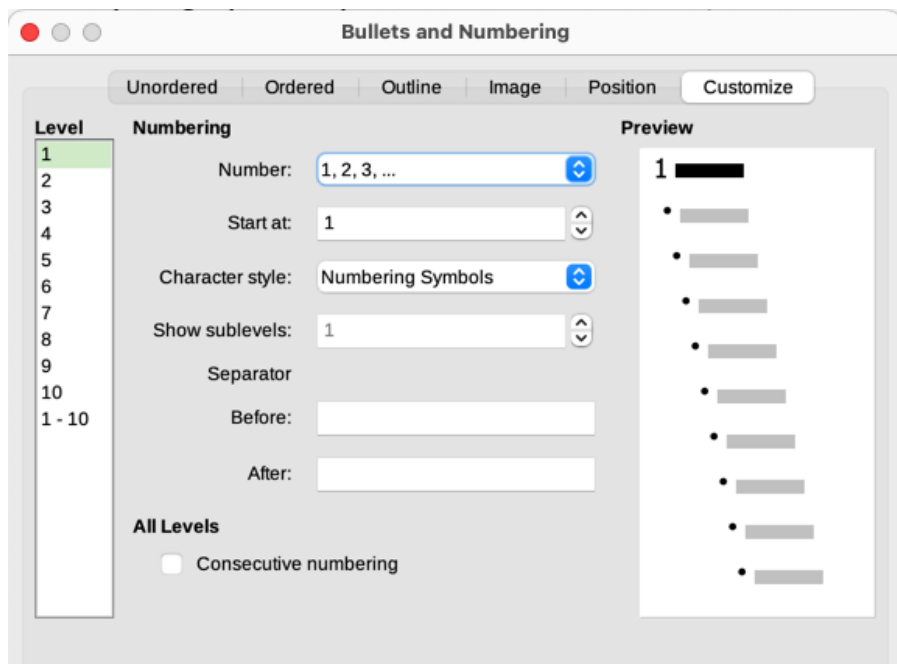 Bullets and Numbering
Unordered
Ordered
Outline
Image
Position
Customize
Level
1
2
3
4
5
6
7
8
9
10
1 - 10
Numbering
Number:
1, 2, 3, ...
Start at:
1
Character style:
Numbering Symbols
Show sublevels:
1
Separator
Before:
After:
All Levels
Consecutive numbering
Preview
1